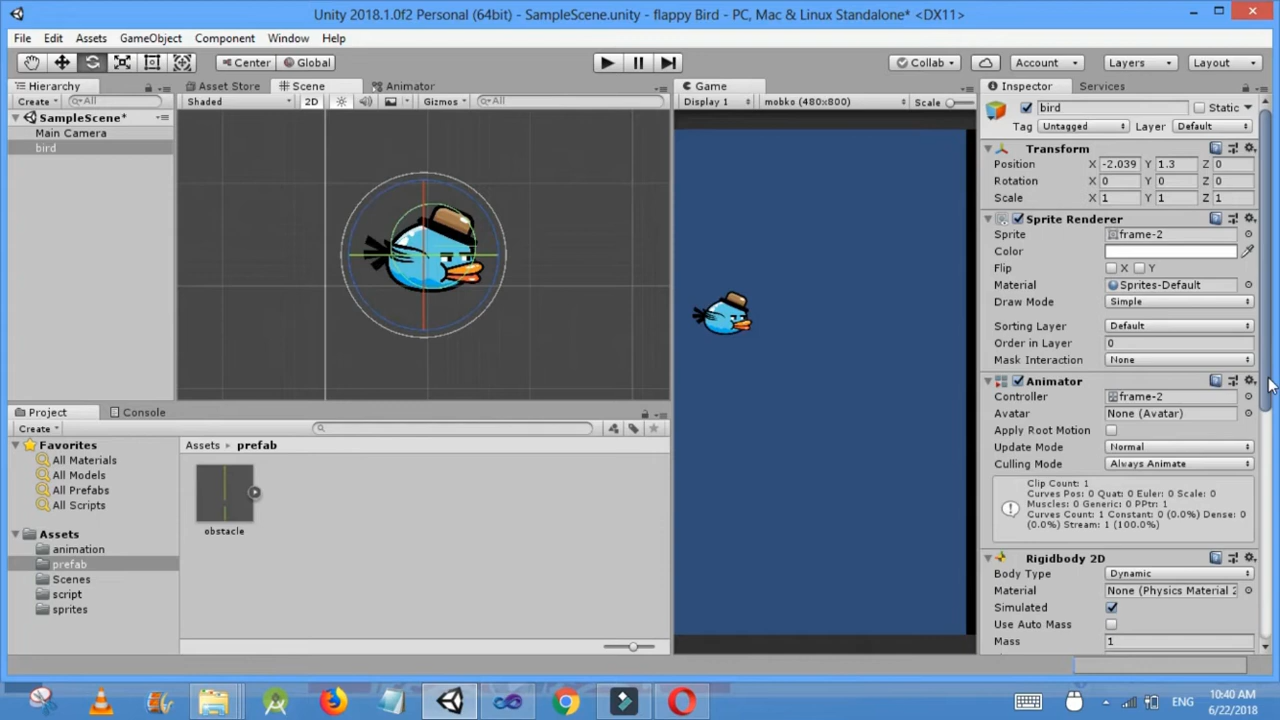 Unity 2018.1.0f2 Personal (64bit) - SampleScene.unity - flappy Bird - PC, Mac & Linux Standalone* <DX11>
File Edit Assets GameObject Component Window Help
Center Global Collab Account Layers Layout
Hierarchy Asset Store Scene Animator Game Inspector Services
Create All Shaded 2D Gizmos All Display 1 mobko (480x800) Scale
SampleScene*
Main Camera
bird
bird Static
Tag Untagged Layer Default
Transform
Position X -2.039 Y 1.3 Z 0
Rotation X 0 Y 0 Z 0
Scale X 1 Y 1 Z 1
Sprite Renderer
Sprite frame-2
Color
Flip X Y
Material Sprites-Default
Draw Mode Simple
Sorting Layer Default
Order in Layer 0
Mask Interaction None
Animator
Controller frame-2
Avatar None (Avatar)
Apply Root Motion
Update Mode Normal
Culling Mode Always Animate
Clip Count: 1
Curves Pos: 0 Quat: 0 Euler: 0 Scale: 0
Muscles: 0 Generic: 0 PPtr: 1
Curves Count: 1 Constant: 0 (0.0%) Dense: 0
(0.0%) Stream: 1 (100.0%)
Rigidbody 2D
Body Type Dynamic
Material None (Physics Material 2
Simulated
Use Auto Mass
Mass 1
Project Console
Create
Favorites
All Materials
All Models
All Prefabs
All Scripts
Assets
animation
prefab
Scenes
script
sprites
Assets prefab
obstacle
ENG
10:40 AM
6/22/2018